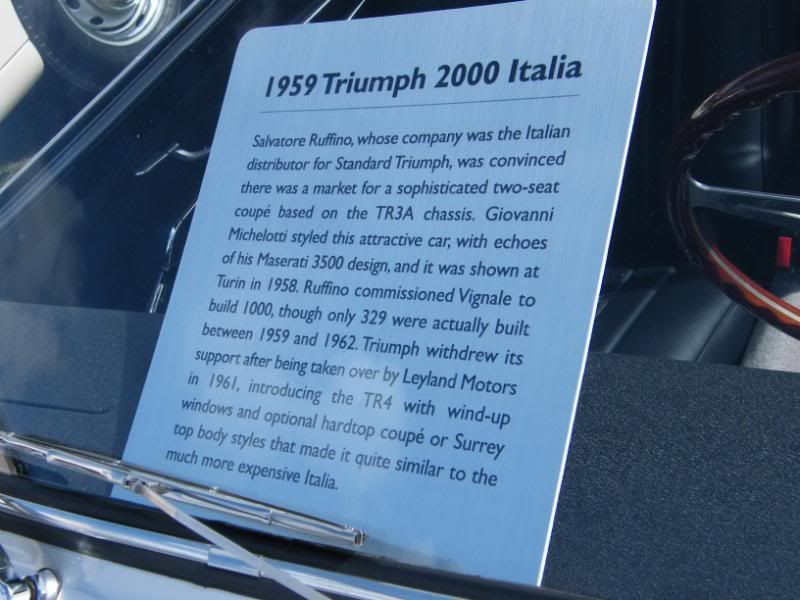 1959 Triumph 2000 Italia
Salvatore Ruffino, whose company was the Italian
distributor for Standard Triumph, was convinced
there was a market for a sophisticated two-seat
coupé based on the TR3A chassis. Giovanni
Michelotti styled this attractive car, with echoes
of his Maserati 3500 design, and it was shown at
Turin in 1958. Ruffino commissioned Vignale to
build 1000, though only 329 were actually built
between 1959 and 1962. Triumph withdrew its
support after being taken over by Leyland Motors
in 1961, introducing the TR4 with wind-up
windows and optional hardtop coupé or Surrey
top body styles that made it quite similar to the
much more expensive Italia.